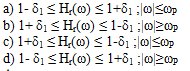 a) 1- δ₁ ≤ Hᵣ(ω) ≤ 1+δ₁ ;|ω|≤ωₚ
b) 1+ δ₁ ≤ Hᵣ(ω) ≤ 1-δ₁ ;|ω|≥ωₚ
c) 1+δ₁ ≤ Hᵣ(ω) ≤ 1-δ₁ ;|ω|≤ωₚ
d) 1- δ₁ ≤ Hᵣ(ω) ≤ 1+δ₁ ;|ω|≥ωₚ